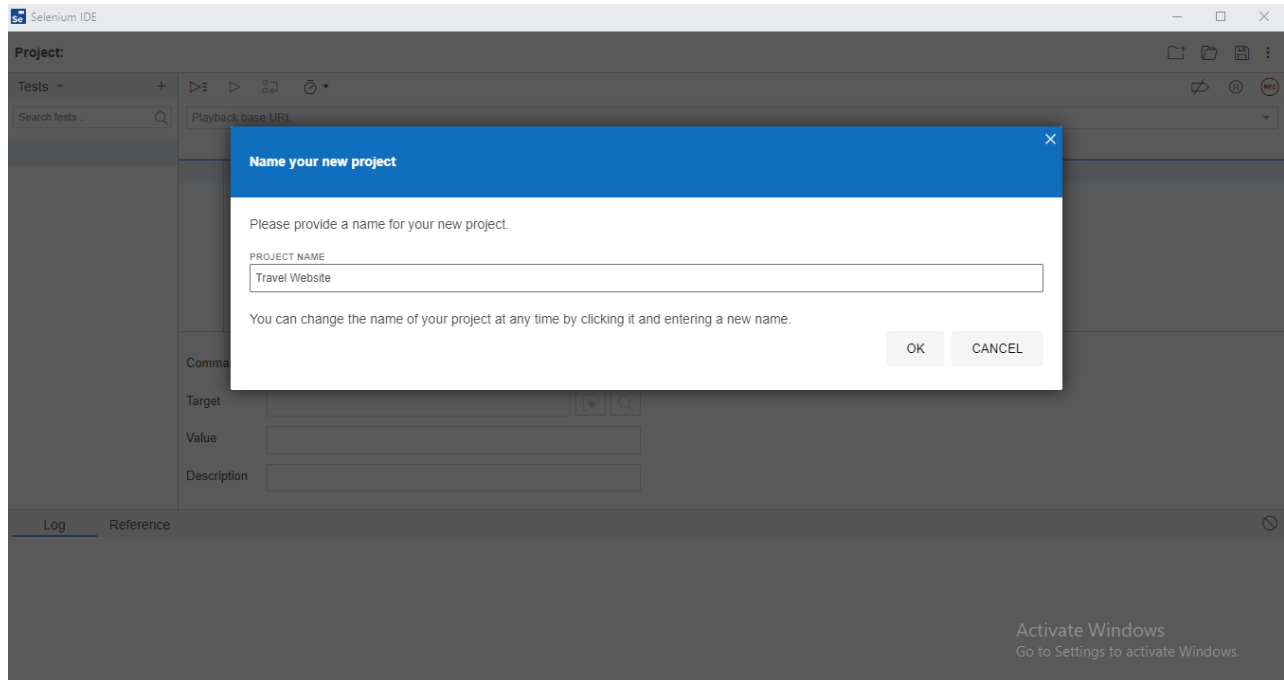 Se Selenium IDE
Project:
Tests
Search tests...
Playback base URL
REC
Name your new project
Please provide a name for your new project.
PROJECT NAME
Travel Website
You can change the name of your project at any time by clicking it and entering a new name.
OK CANCEL
Comma
Target
Value
Description
Log Reference
Activate Windows
Go to Settings to activate Windows.